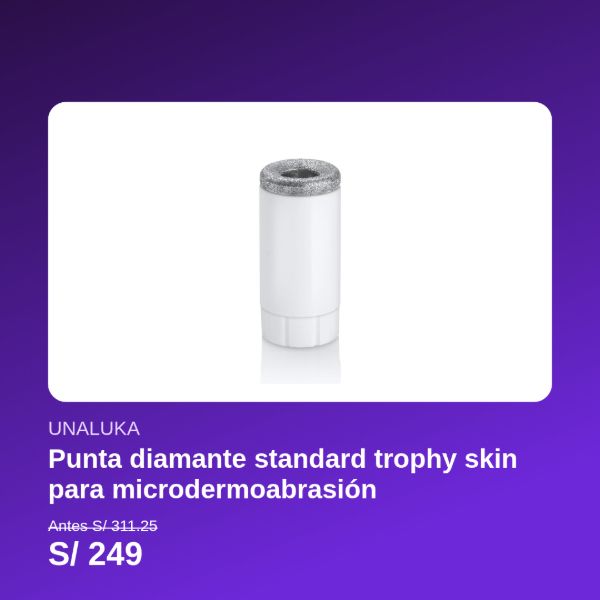 UNALUKA
Punta diamante standard trophy skin
para microdermoabrasión
Antes S/ 311.25
S/ 249